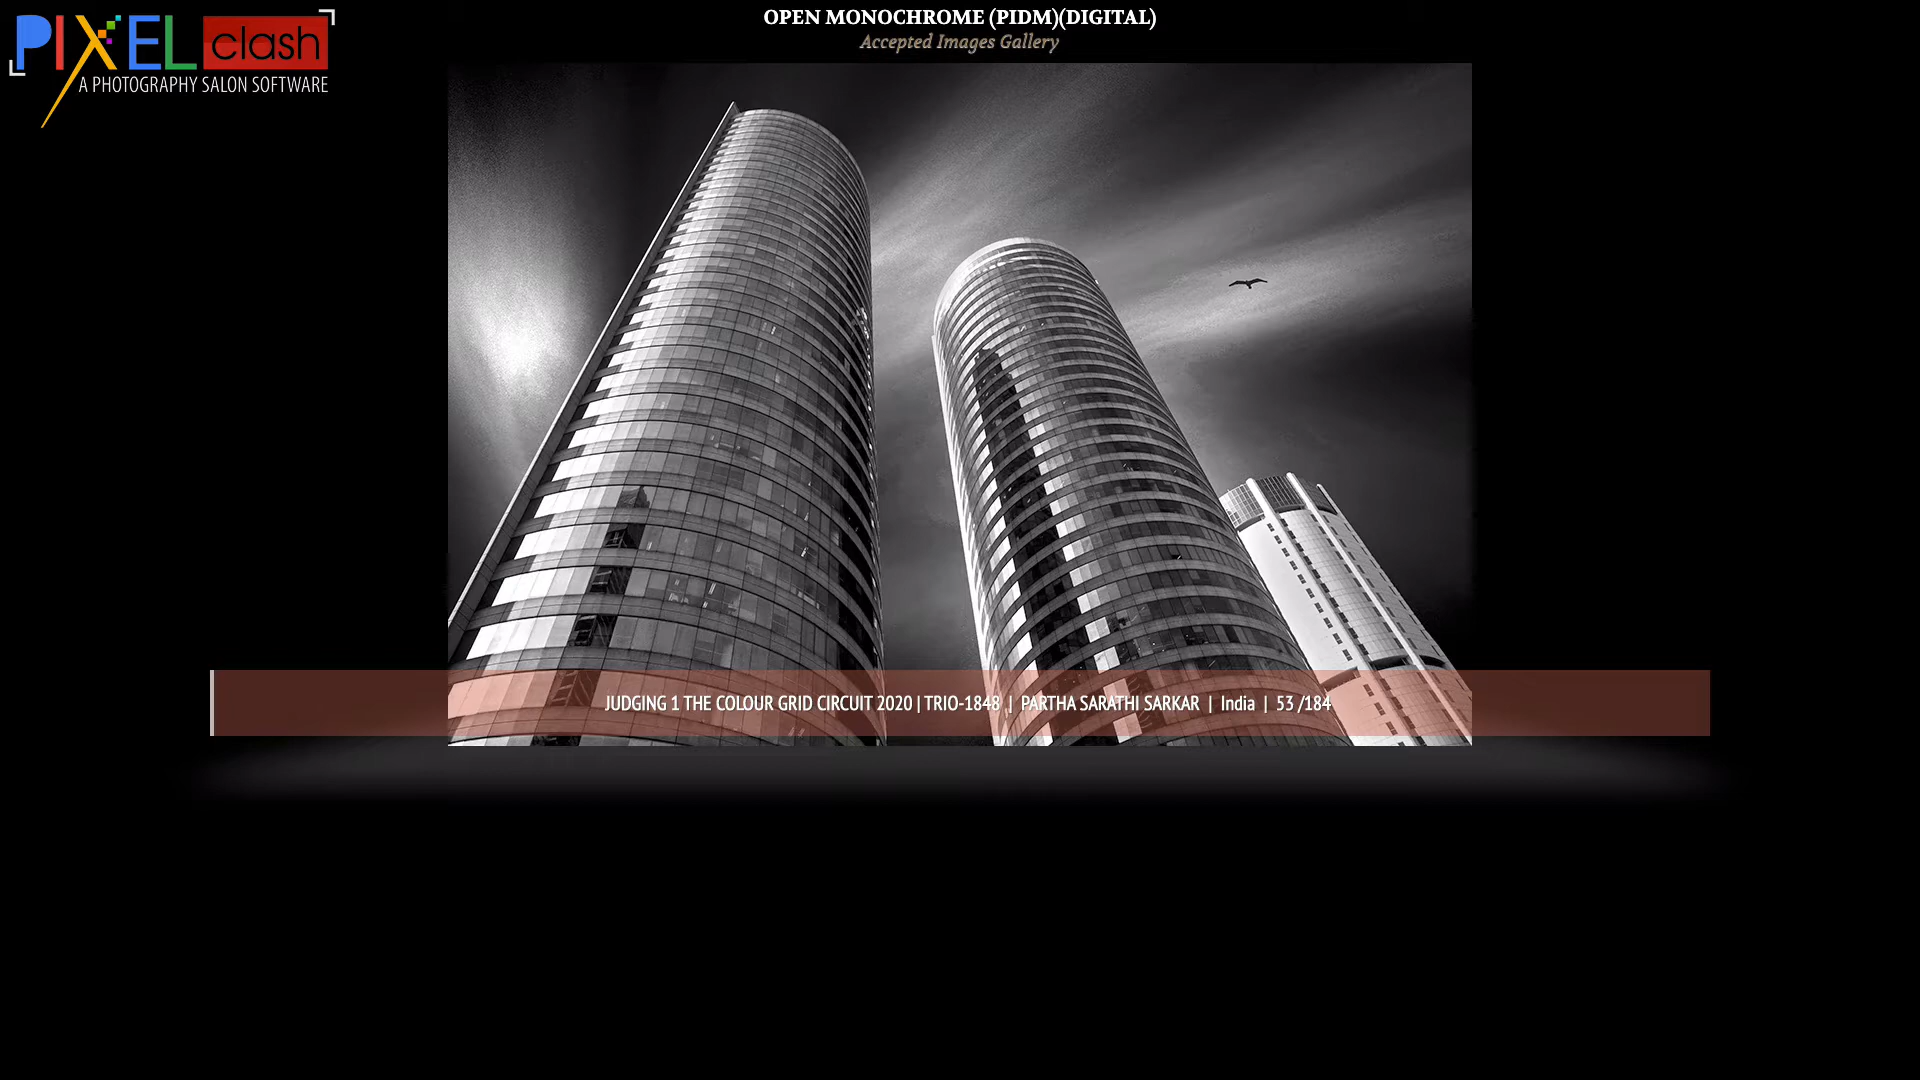 PIXEL clash
A PHOTOGRAPHY SALON SOFTWARE
OPEN MONOCHROME (PIDM)(DIGITAL)
Accepted Images Gallery
JUDGING 1 THE COLOUR GRID CIRCUIT 2020 | TRIO-1848 | PARTHA SARATHI SARKAR | India | 53 /184